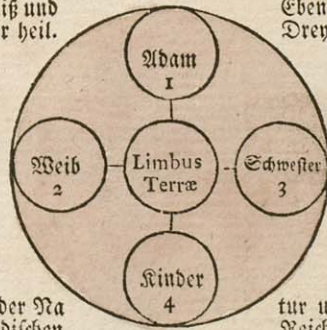 iß und
r heil.
Eben
Drey
Adam
1
Weib
2
Limbus
Terræ
Schwester
3
Kinder
4
der Na
dischen
tur u
Reich